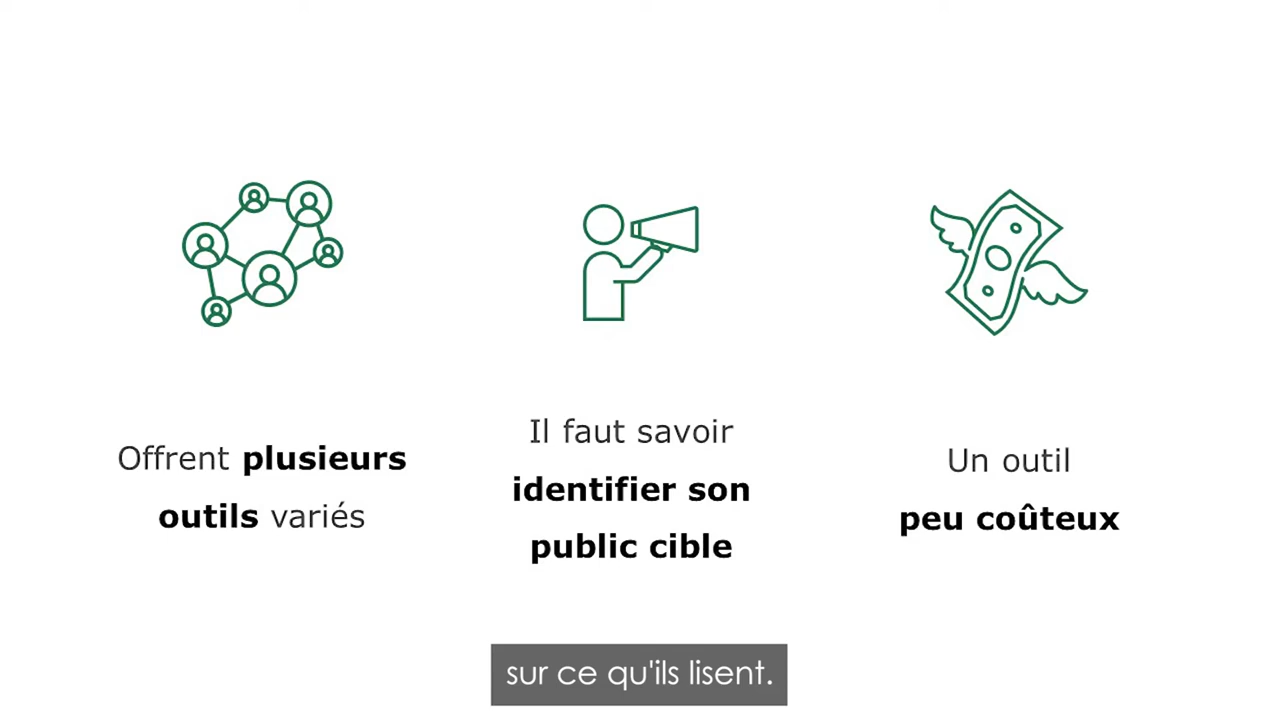 Offrent plusieurs
outils variés
Il faut savoir
identifier son
public cible
Un outil
peu coûteux
sur ce qu'ils lisent.